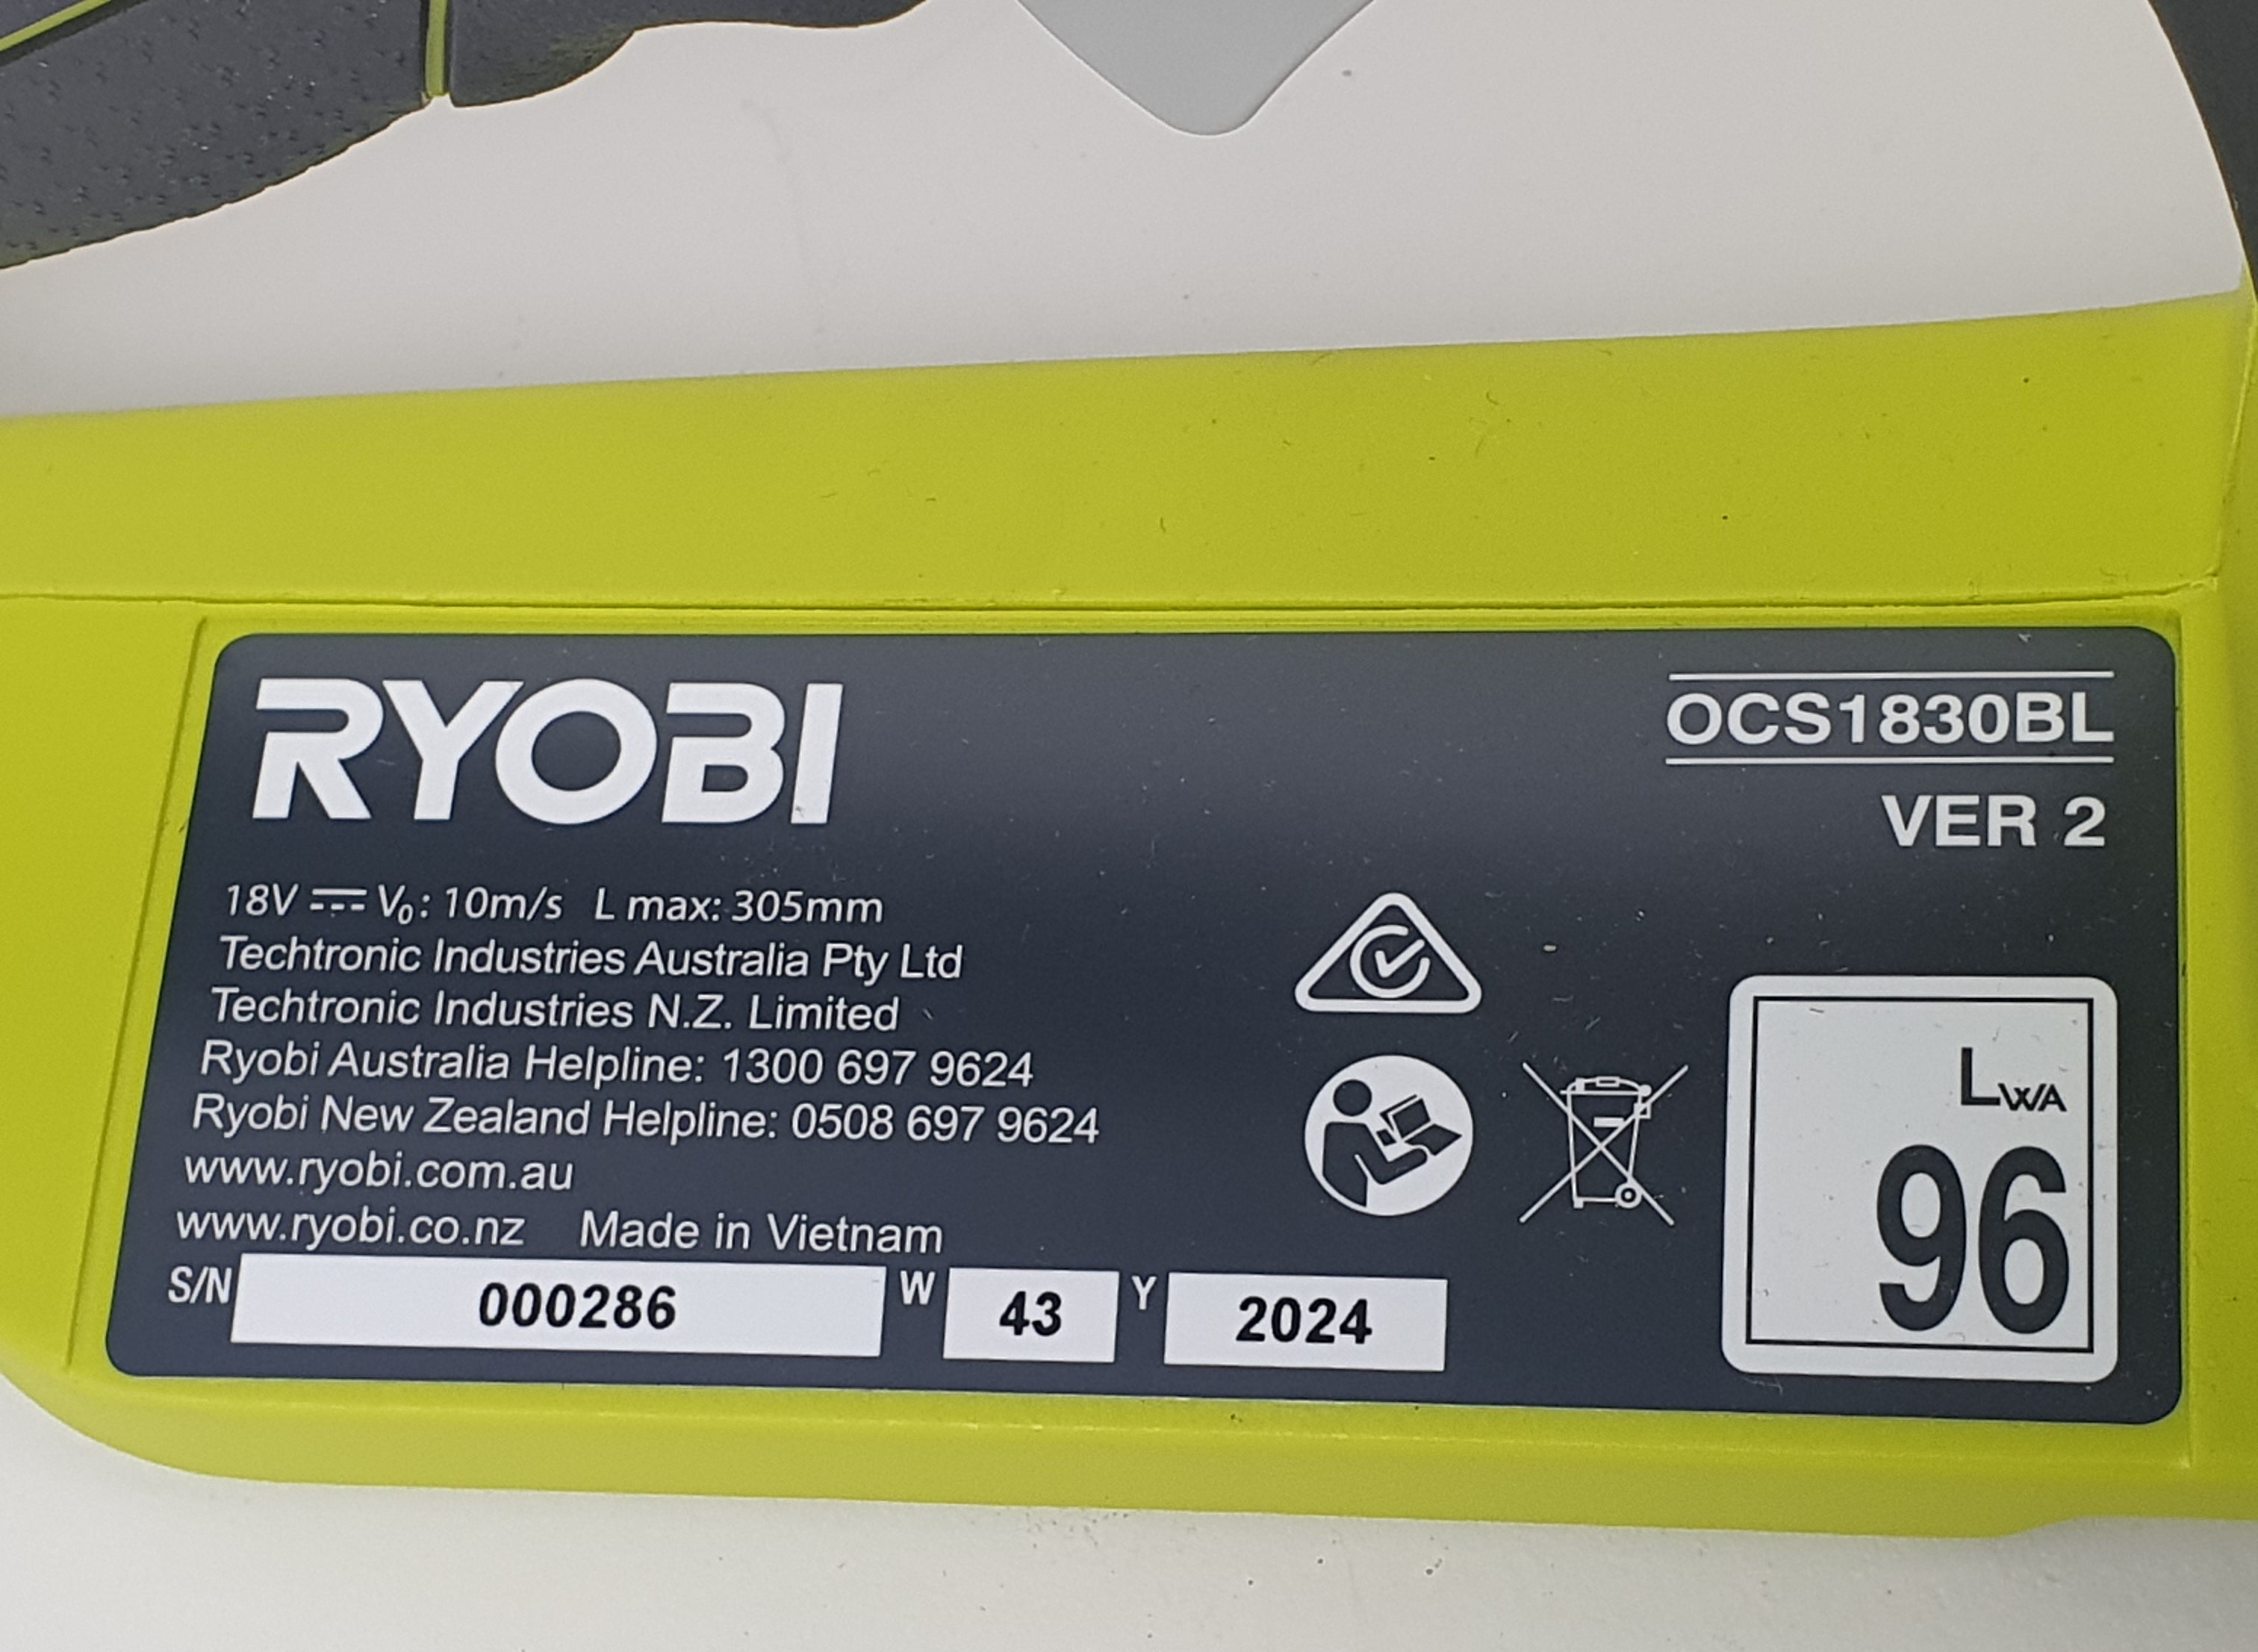 RYOBI
OCS1830BL
VER 2
18V ⎓ V₀: 10m/s L max: 305mm
Techtronic Industries Australia Pty Ltd
Techtronic Industries N.Z. Limited
Ryobi Australia Helpline: 1300 697 9624
Ryobi New Zealand Helpline: 0508 697 9624
www.ryobi.com.au
www.ryobi.co.nz Made in Vietnam
S/N 000286 W 43 Y 2024
LWA
96